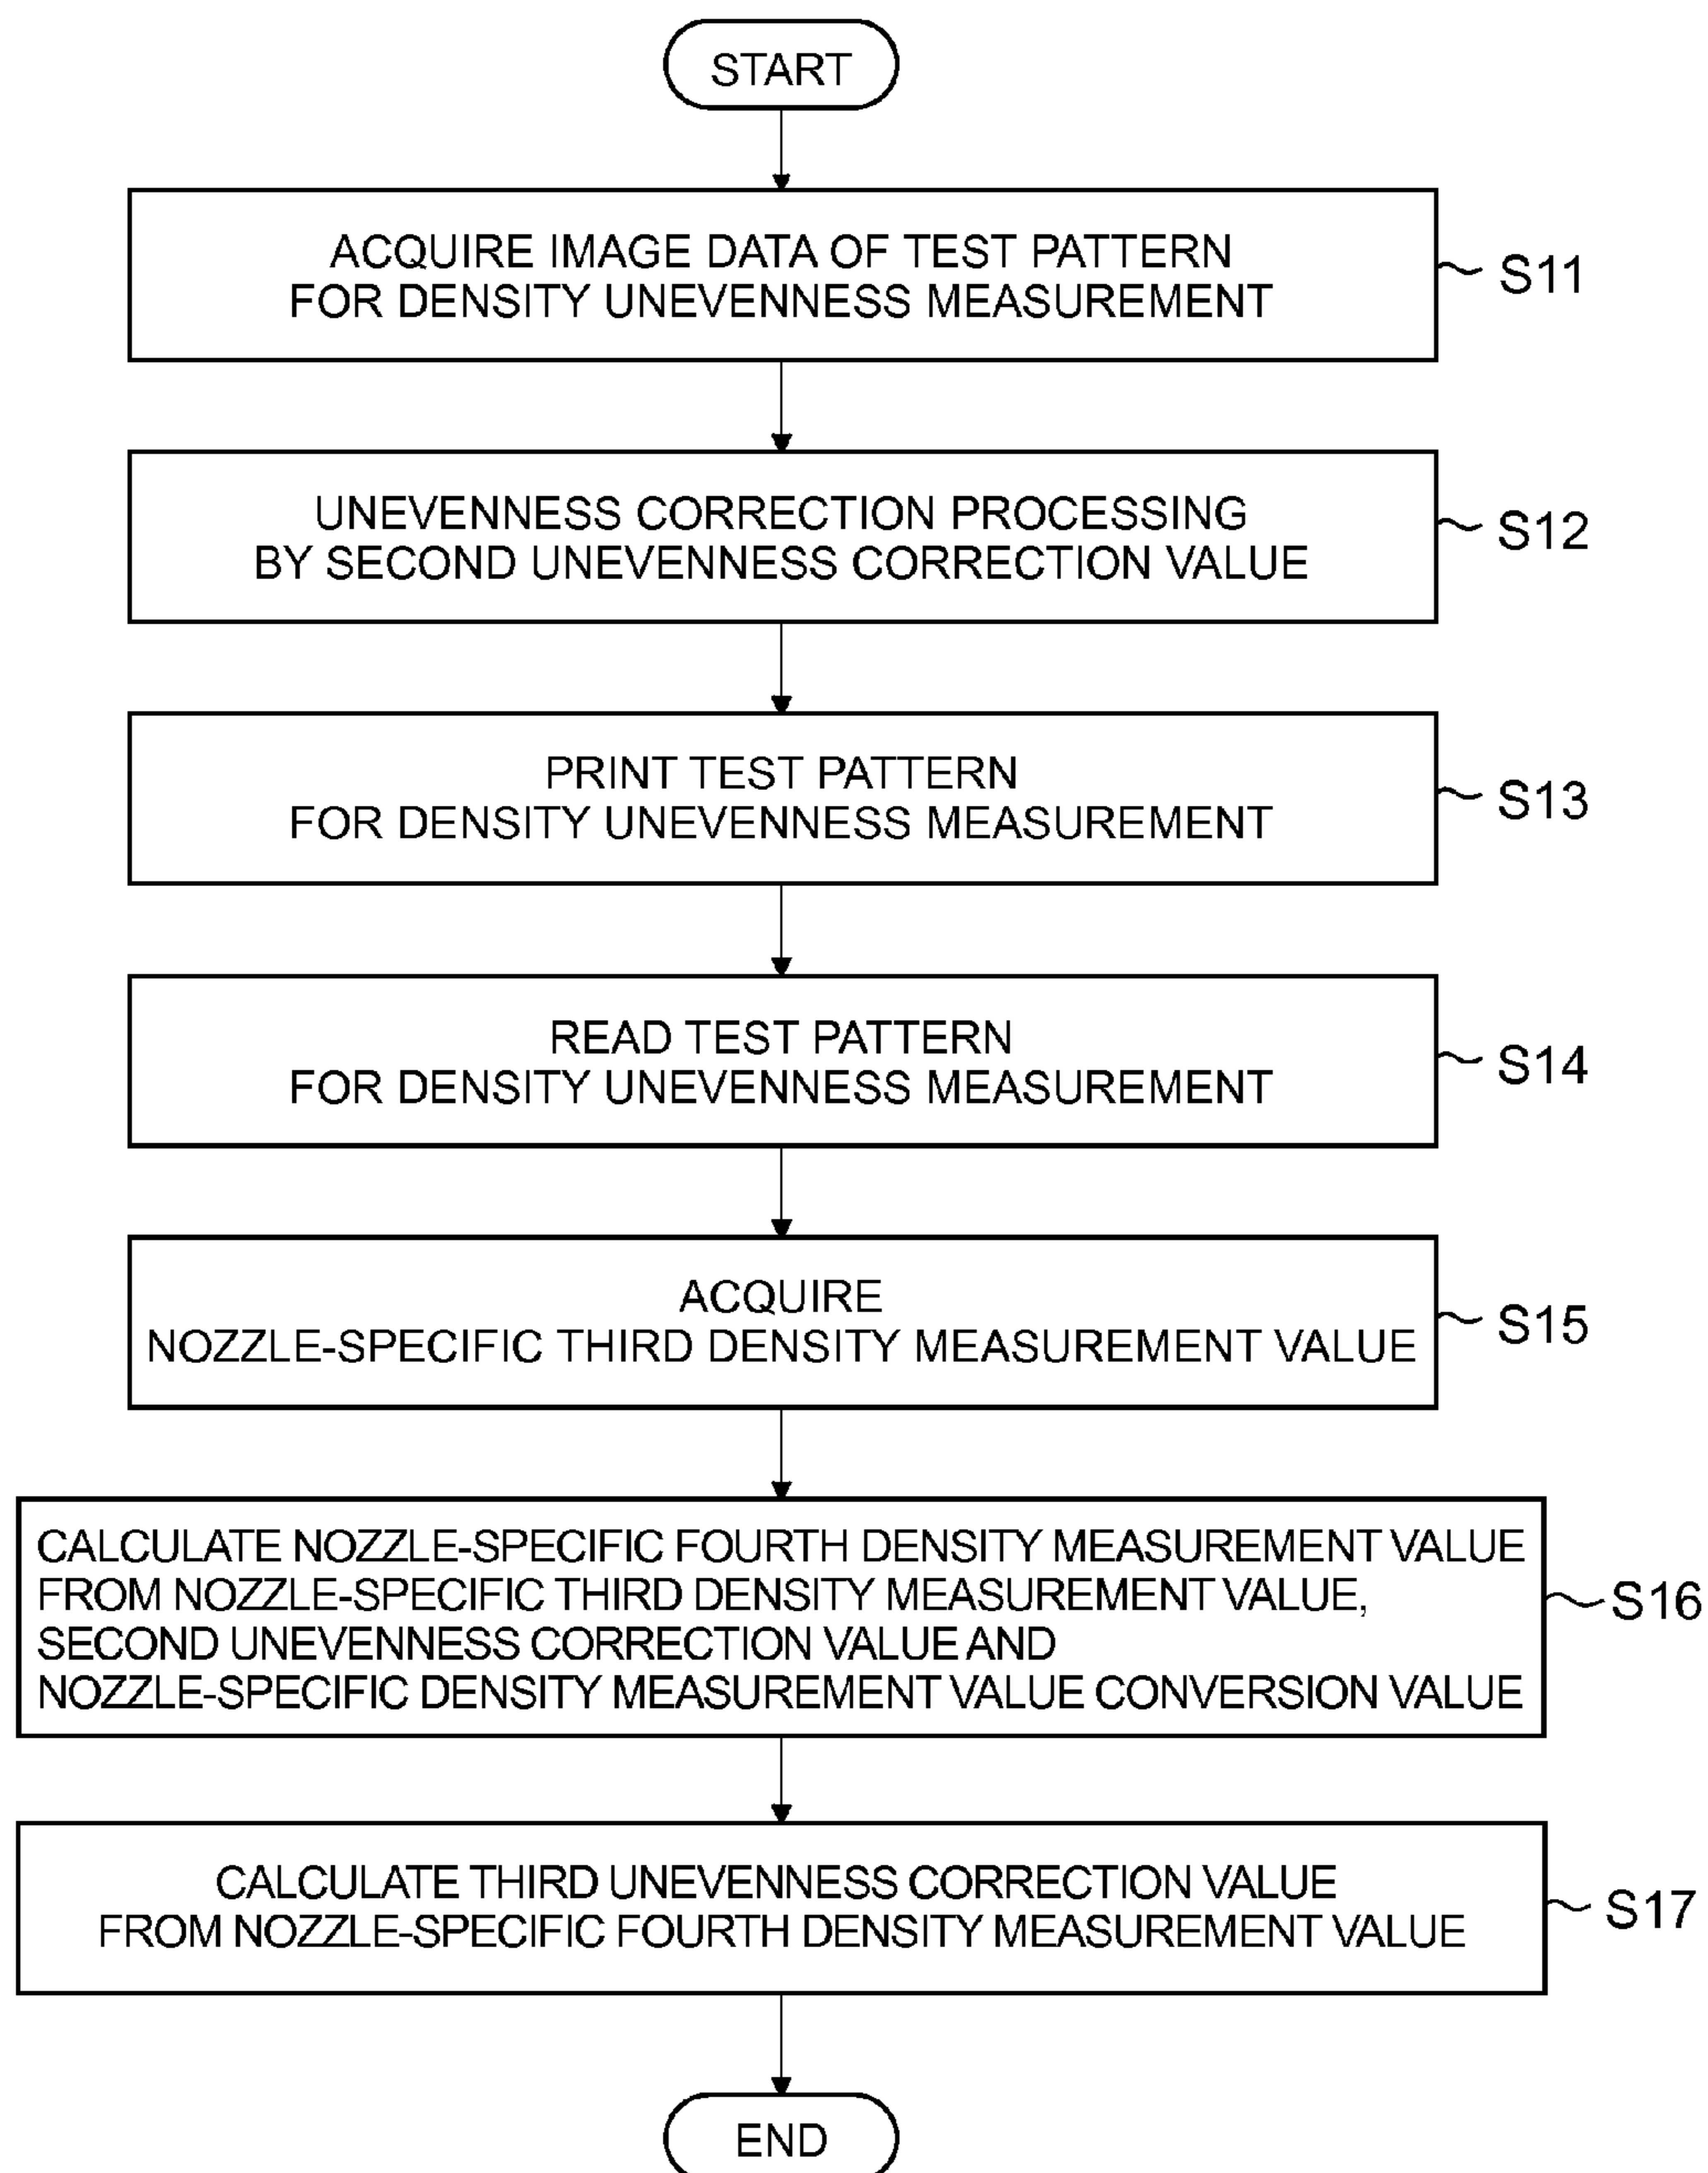 START
ACQUIRE IMAGE DATA OF TEST PATTERN
FOR DENSITY UNEVENNESS MEASUREMENT
S11
UNEVENNESS CORRECTION PROCESSING
BY SECOND UNEVENNESS CORRECTION VALUE
S12
PRINT TEST PATTERN
FOR DENSITY UNEVENNESS MEASUREMENT
S13
READ TEST PATTERN
FOR DENSITY UNEVENNESS MEASUREMENT
S14
ACQUIRE
NOZZLE-SPECIFIC THIRD DENSITY MEASUREMENT VALUE
S15
CALCULATE NOZZLE-SPECIFIC FOURTH DENSITY MEASUREMENT VALUE
FROM NOZZLE-SPECIFIC THIRD DENSITY MEASUREMENT VALUE,
SECOND UNEVENNESS CORRECTION VALUE AND
NOZZLE-SPECIFIC DENSITY MEASUREMENT VALUE CONVERSION VALUE
S16
CALCULATE THIRD UNEVENNESS CORRECTION VALUE
FROM NOZZLE-SPECIFIC FOURTH DENSITY MEASUREMENT VALUE
S17
END